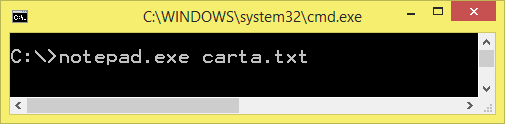 C:\WINDOWS\system32\cmd.exe
C:\>notepad.exe carta.txt